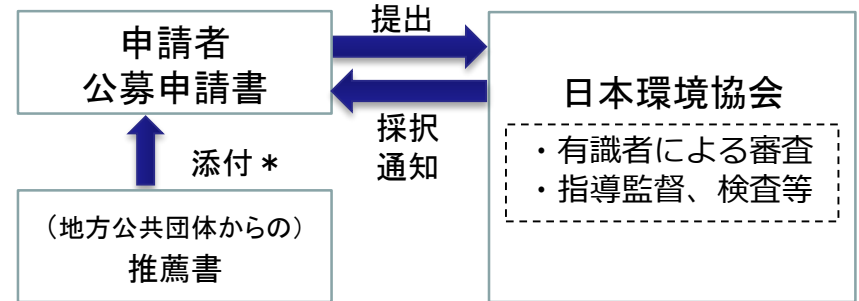 提出
申請者
公募申請書
日本環境協会
採択
通知
・有識者による審査
・指導監督、検査等
添付＊
（地方公共団体からの）
推薦書